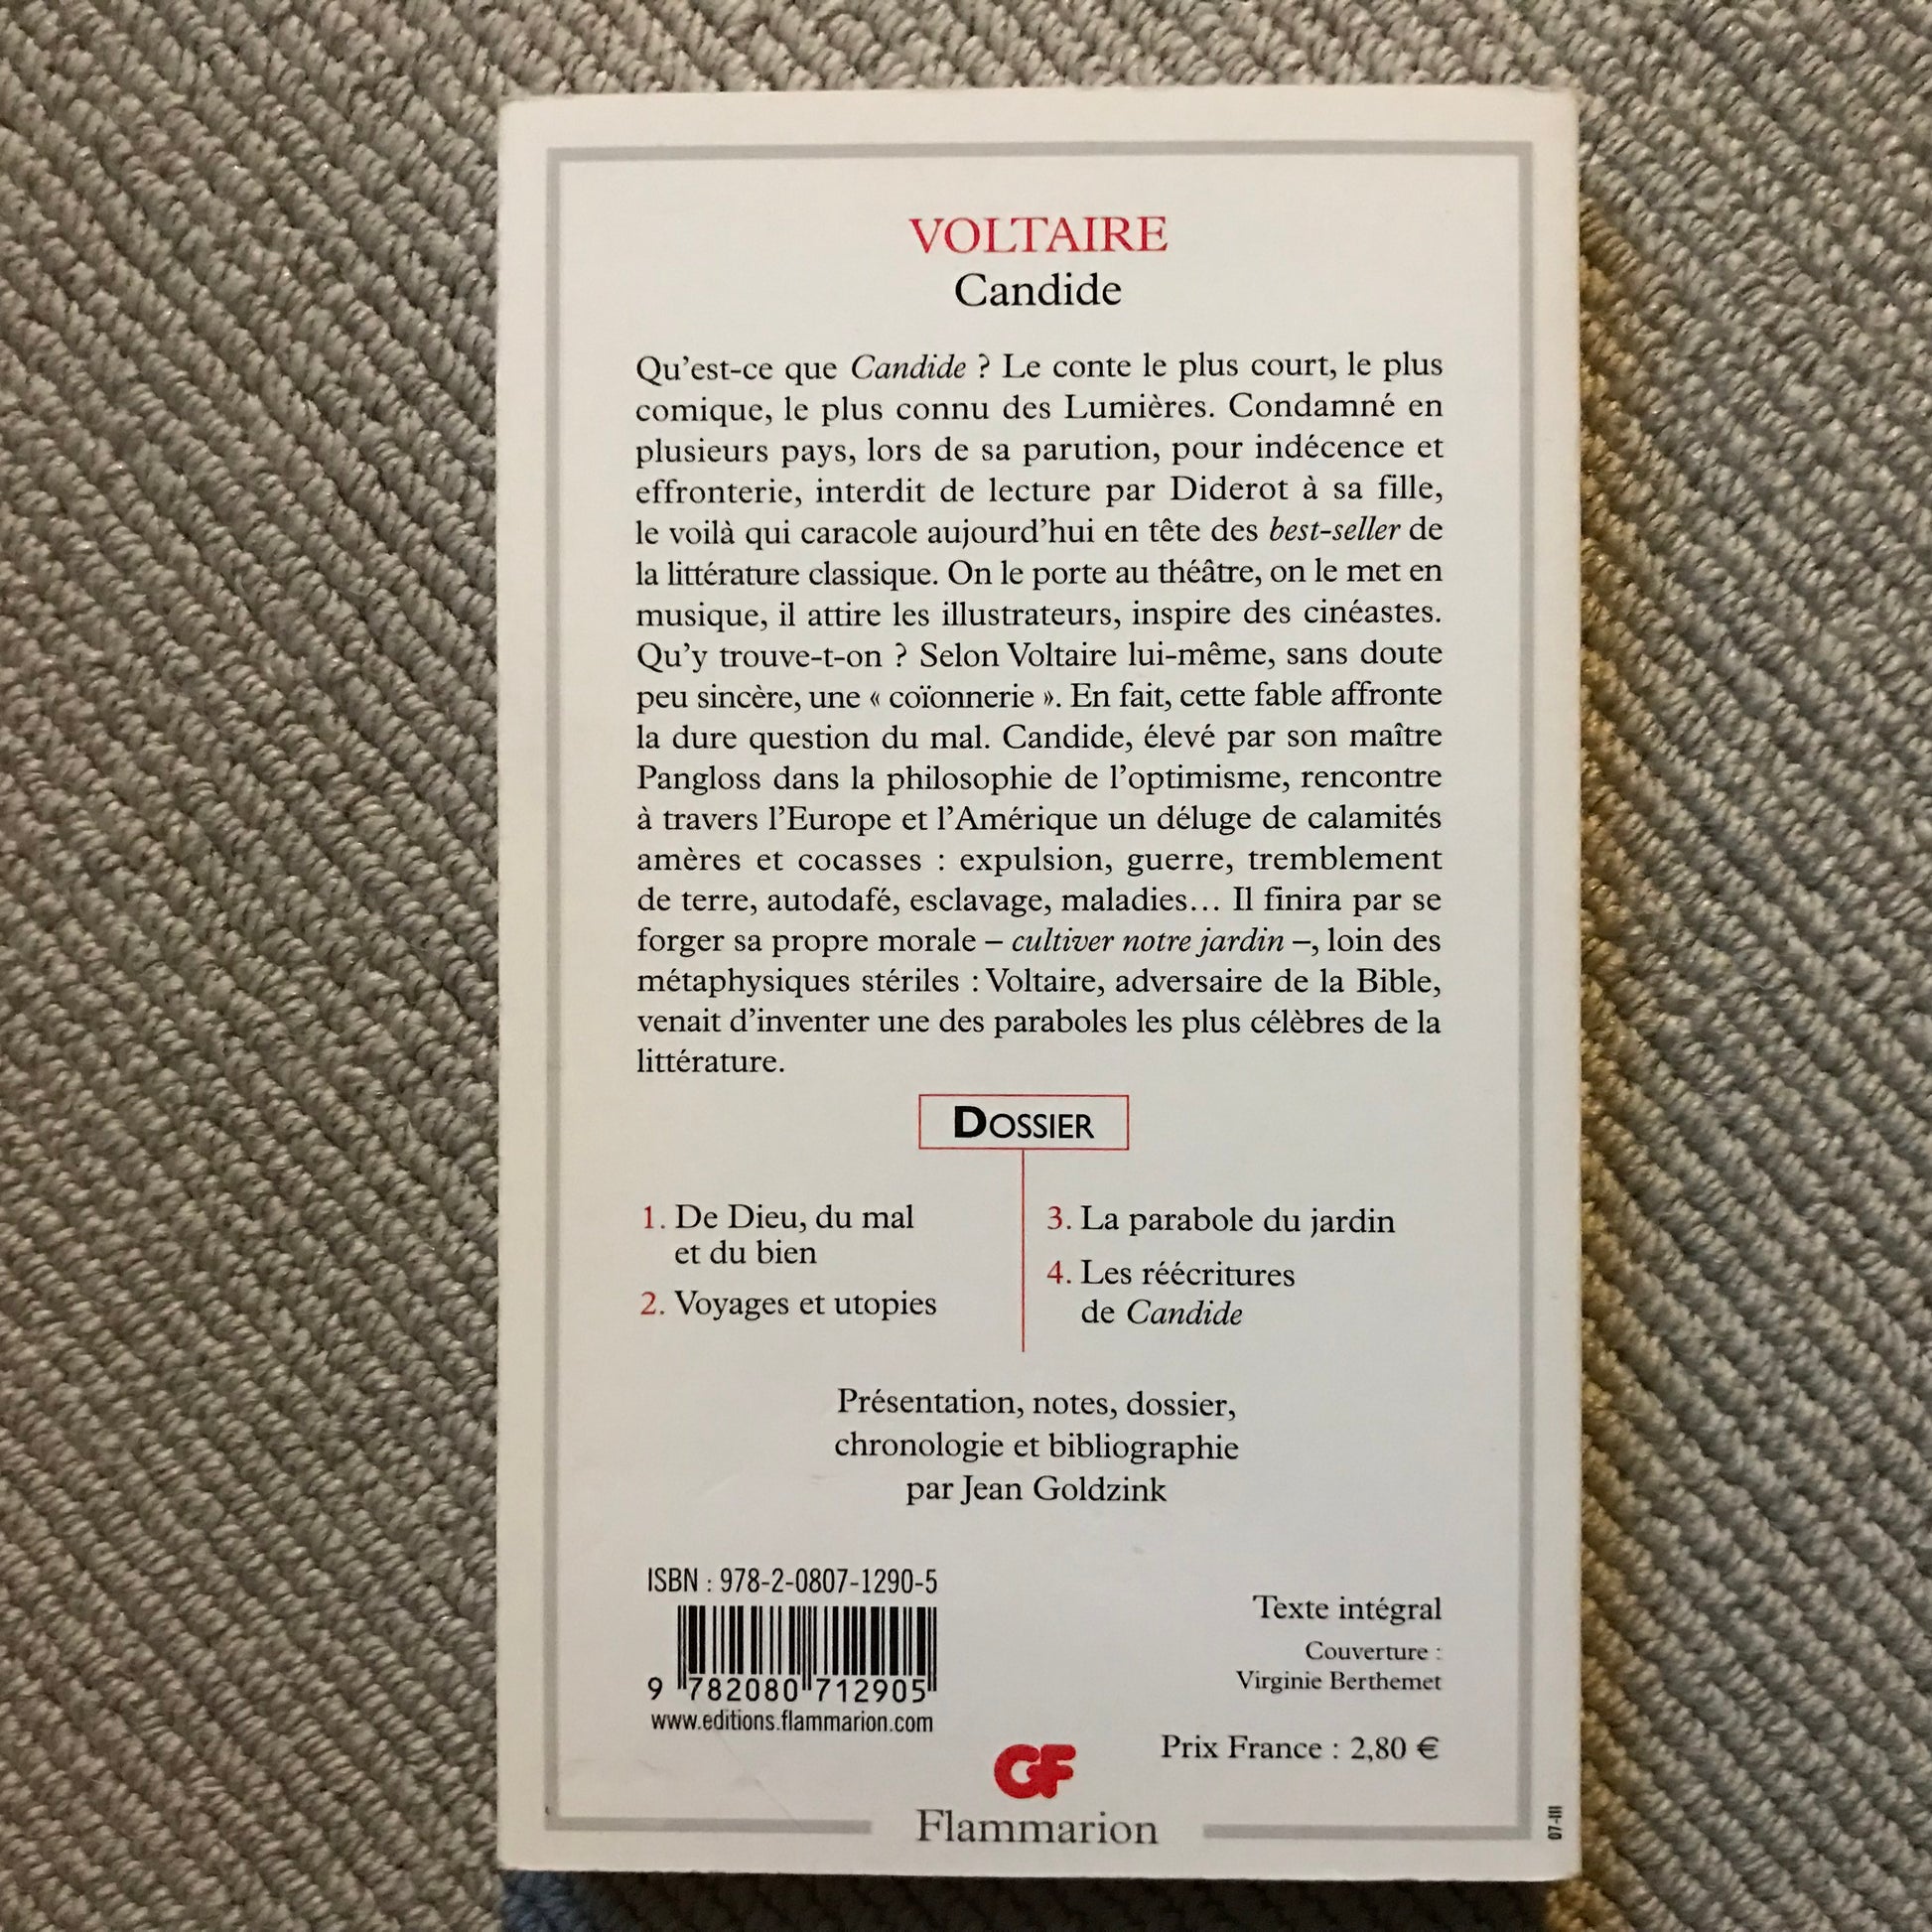 VOLTAIRE
Candide
Qu'est-ce que Candide ? Le conte le plus court, le plus
comique, le plus connu des Lumières. Condamné en
plusieurs pays, lors de sa parution, pour indécence et
effronterie, interdit de lecture par Diderot à sa fille,
le voilà qui caracole aujourd'hui en tête des best-seller de
la littérature classique. On le porte au théâtre, on le met en
musique, il attire les illustrateurs, inspire des cinéastes.
Qu'y trouve-t-on ? Selon Voltaire lui-même, sans doute
peu sincère, une « coïonnerie ». En fait, cette fable affronte
la dure question du mal. Candide, élevé par son maître
Pangloss dans la philosophie de l'optimisme, rencontre
à travers l'Europe et l'Amérique un déluge de calamités
amères et cocasses : expulsion, guerre, tremblement
de terre, autodafé, esclavage, maladies… Il finira par se
forger sa propre morale – cultiver notre jardin –, loin des
métaphysiques stériles : Voltaire, adversaire de la Bible,
venait d'inventer une des paraboles les plus célèbres de la
littérature.
DOSSIER
1. De Dieu, du mal
et du bien
2. Voyages et utopies
3. La parabole du jardin
4. Les réécritures
de Candide
Présentation, notes, dossier,
chronologie et bibliographie
par Jean Goldzink
ISBN : 978-2-0807-1290-5
9 782080 712905
www.editions.flammarion.com
Texte intégral
Couverture :
Virginie Berthemet
Prix France : 2,80 €
GF
Flammarion
07-III